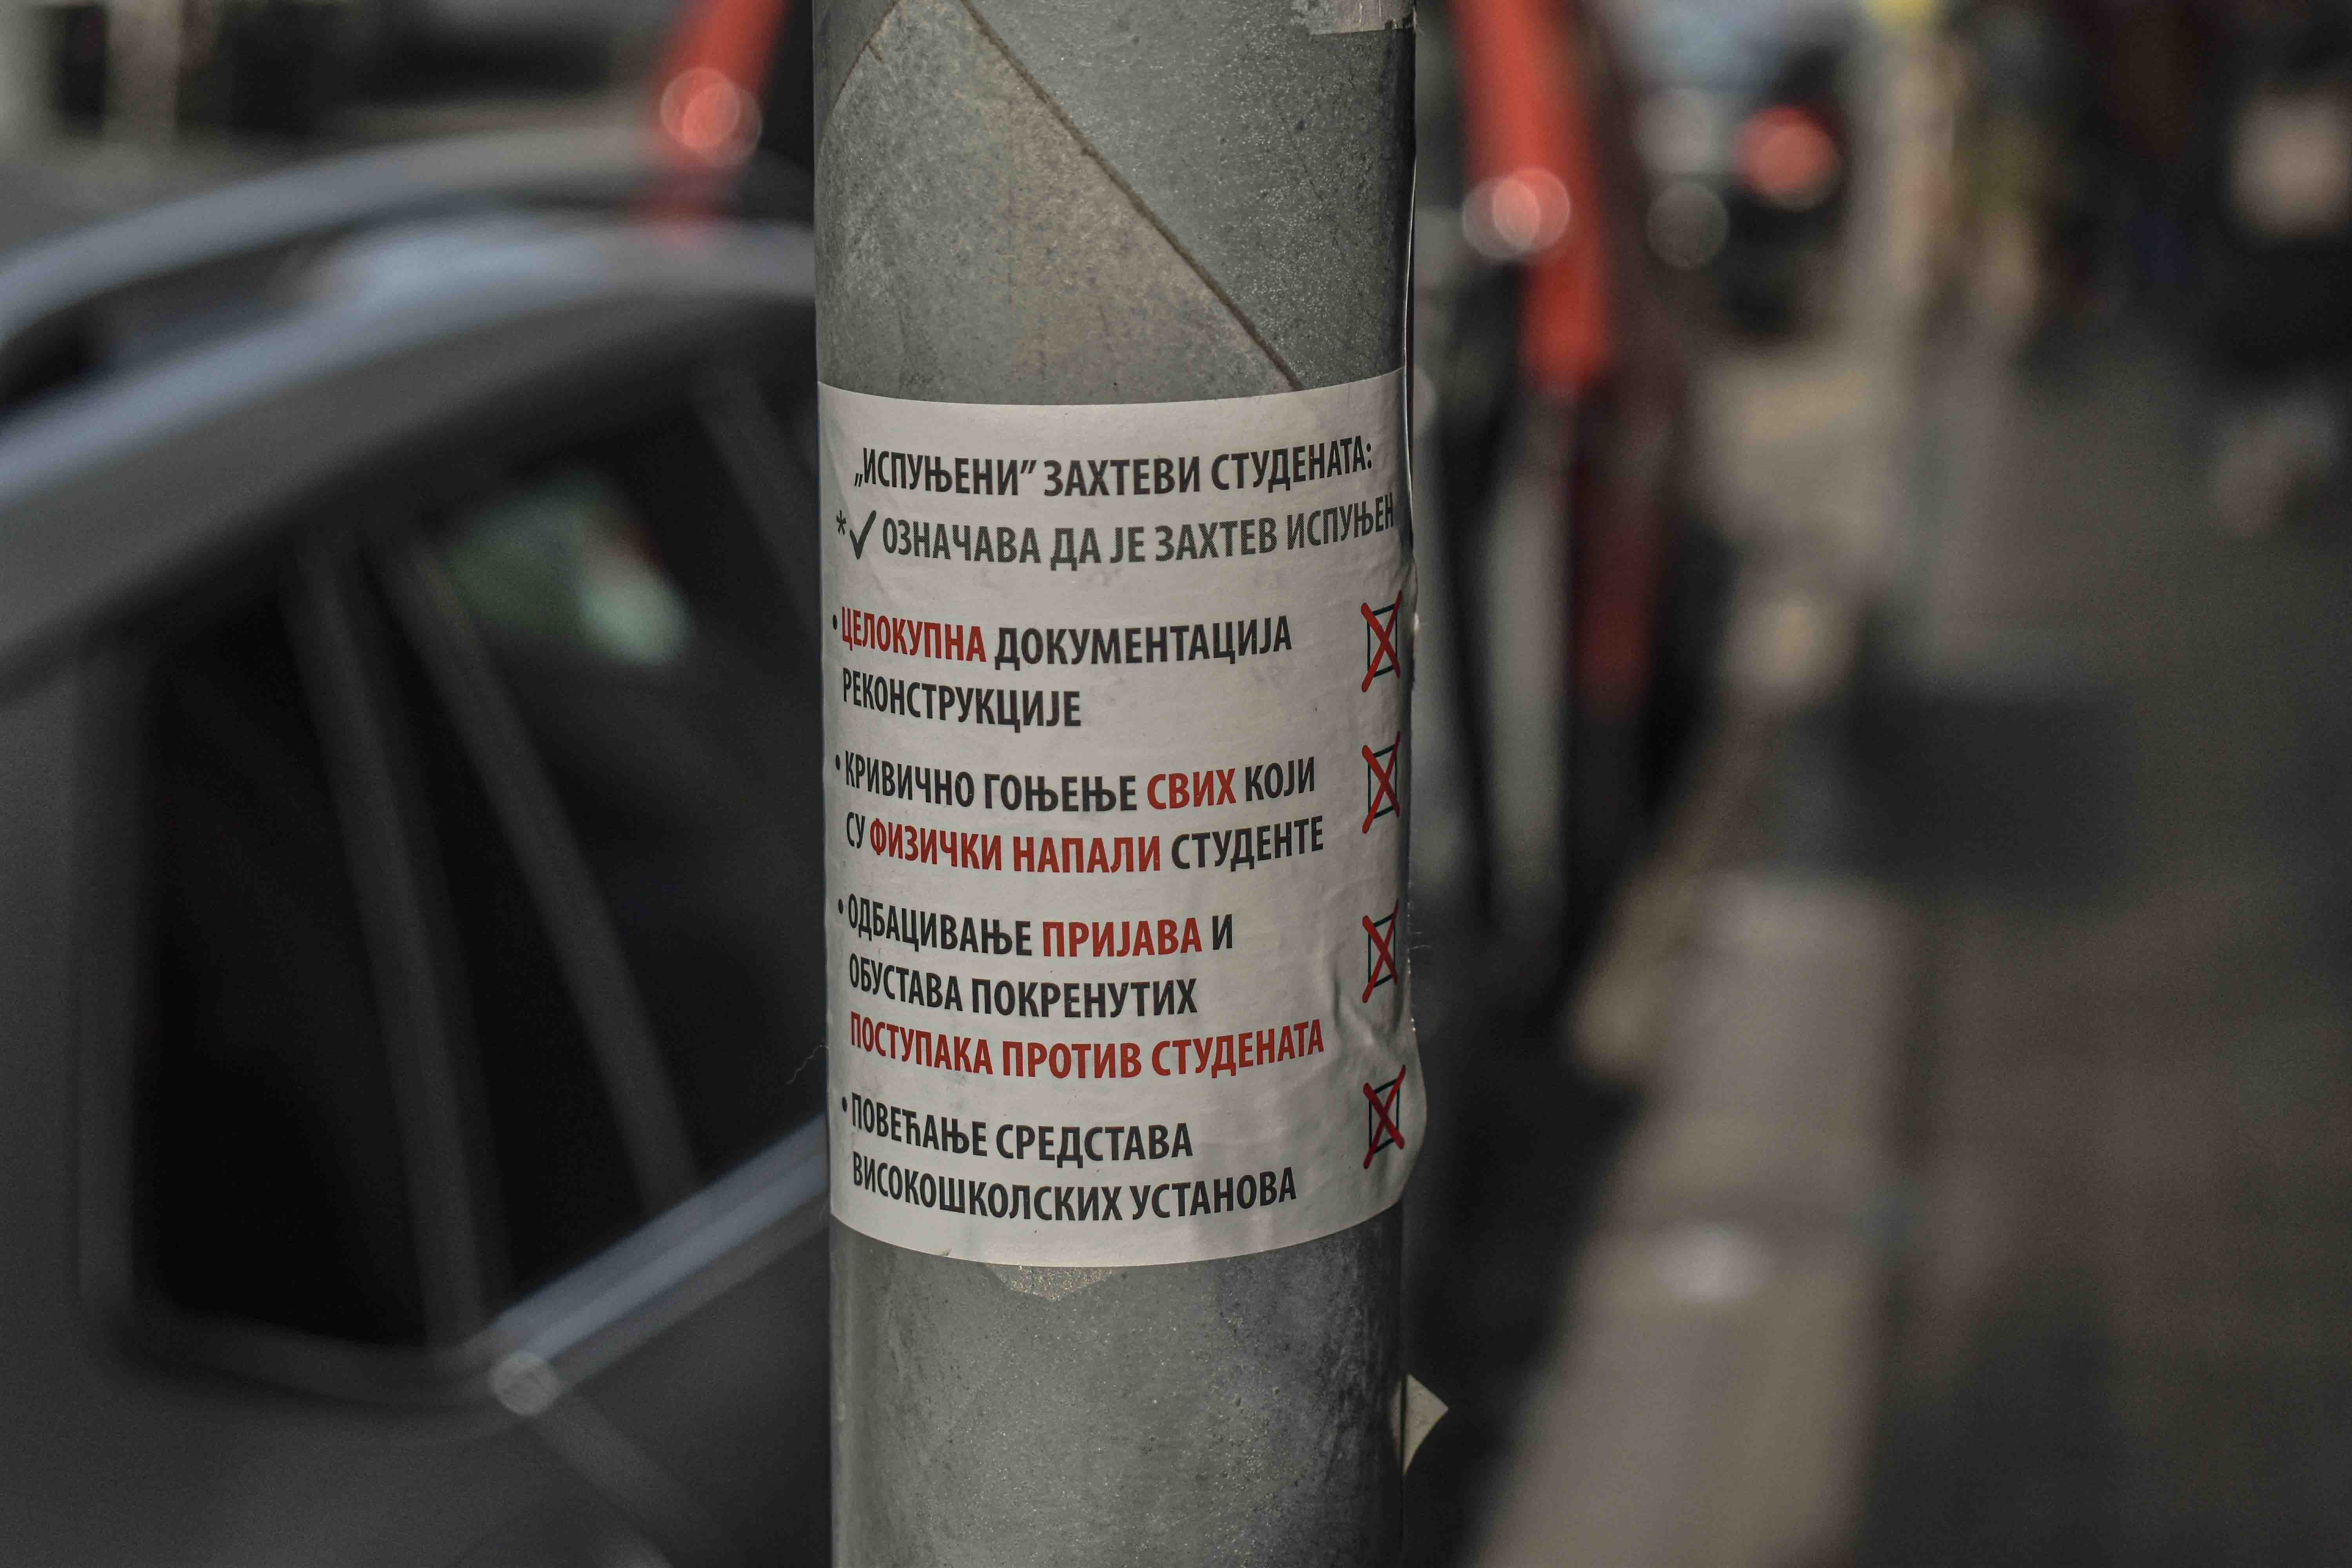 „ИСПУЊЕНИ” ЗАХТЕВИ СТУДЕНАТА:
*✓ ОЗНАЧАВА ДА ЈЕ ЗАХТЕВ ИСПУЊЕН
• ЦЕЛОКУПНА ДОКУМЕНТАЦИЈА
РЕКОНСТРУКЦИЈЕ
• КРИВИЧНО ГОЊЕЊЕ СВИХ КОЈИ
СУ ФИЗИЧКИ НАПАЛИ СТУДЕНТЕ
• ОДБАЦИВАЊЕ ПРИЈАВА И
ОБУСТАВА ПОКРЕНУТИХ
ПОСТУПАКА ПРОТИВ СТУДЕНАТА
• ПОВЕЋАЊЕ СРЕДСТАВА
ВИСОКОШКОЛСКИХ УСТАНОВА